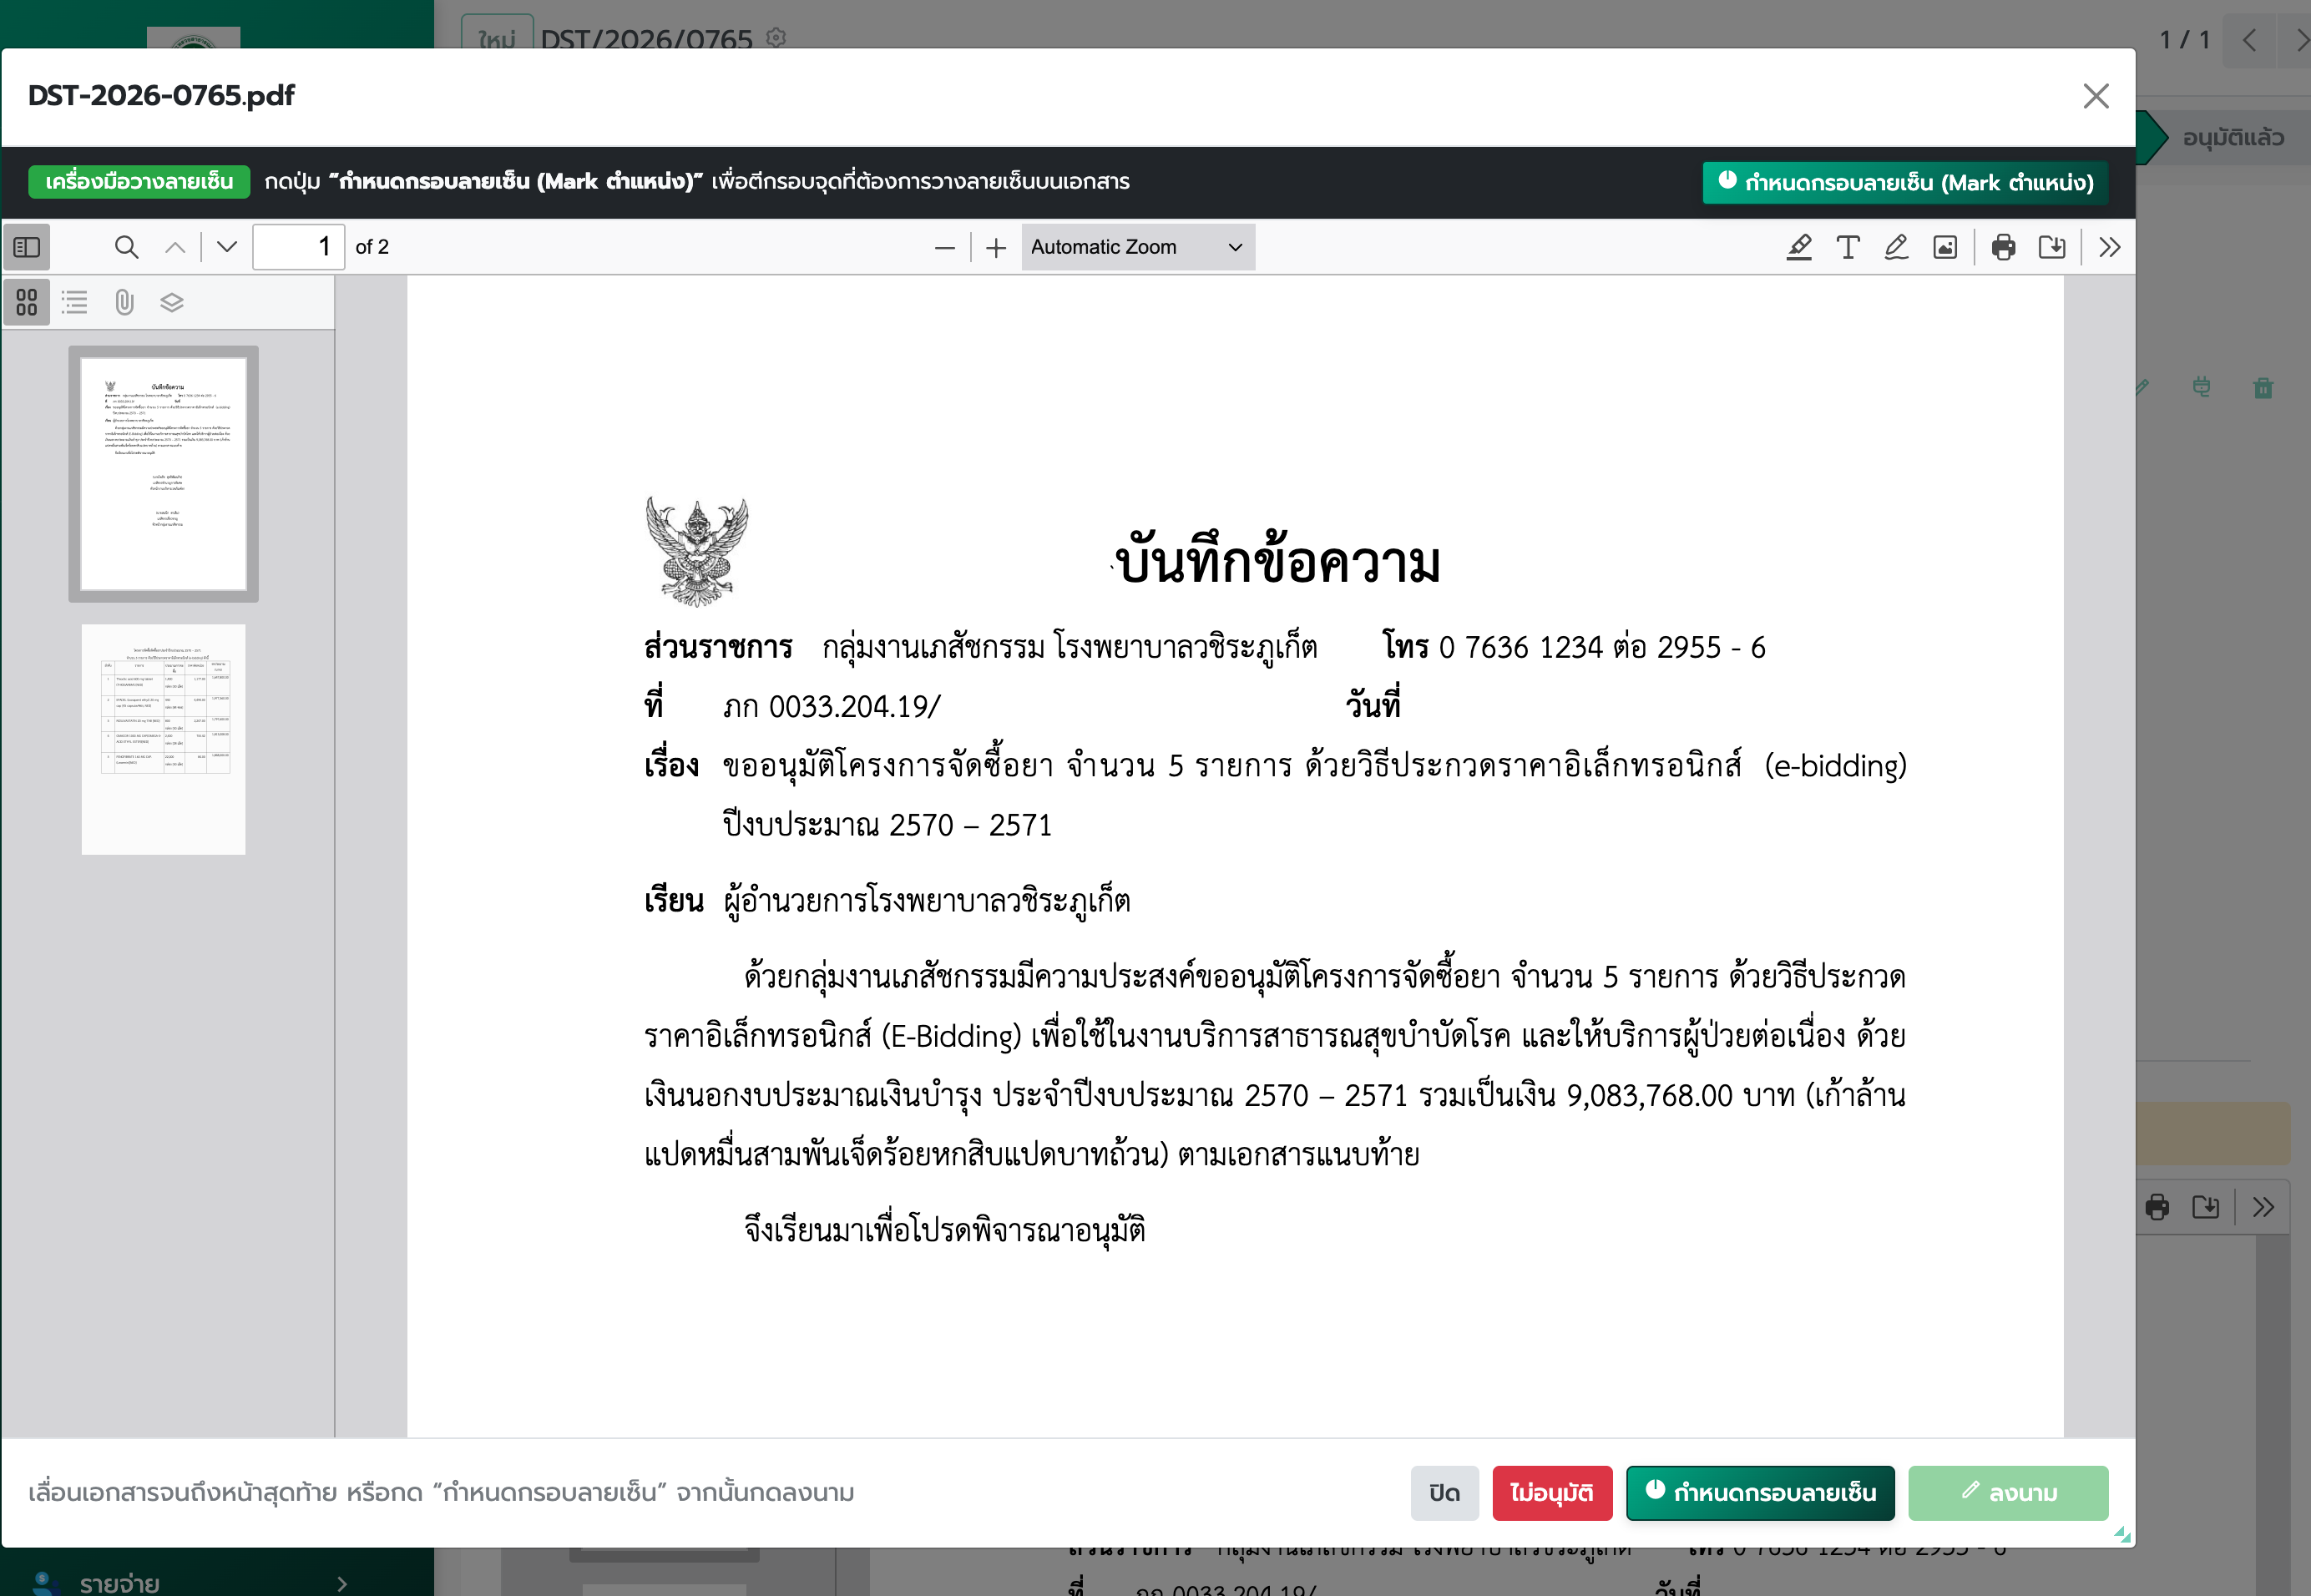 ใหม่ DST/2026/0765
1 / 1
DST-2026-0765.pdf
อนุมัติแล้ว
เครื่องมือวางลายเซ็น กดปุ่ม “กำหนดกรอบลายเซ็น (Mark ตำแหน่ง)” เพื่อตีกรอบจุดที่ต้องการวางลายเซ็นบนเอกสาร
กำหนดกรอบลายเซ็น (Mark ตำแหน่ง)
1 of 2
Automatic Zoom
บันทึกข้อความ
ส่วนราชการ กลุ่มงานเภสัชกรรม โรงพยาบาลวชิระภูเก็ต โทร 0 7636 1234 ต่อ 2955 - 6
ที่ ภก 0033.204.19/ วันที่
เรื่อง ขออนุมัติโครงการจัดซื้อยา จำนวน 5 รายการ ด้วยวิธีประกวดราคาอิเล็กทรอนิกส์ (e-bidding)
ปีงบประมาณ 2570 – 2571
เรียน ผู้อำนวยการโรงพยาบาลวชิระภูเก็ต
ด้วยกลุ่มงานเภสัชกรรมมีความประสงค์ขออนุมัติโครงการจัดซื้อยา จำนวน 5 รายการ ด้วยวิธีประกวด
ราคาอิเล็กทรอนิกส์ (E-Bidding) เพื่อใช้ในงานบริการสาธารณสุขบำบัดโรค และให้บริการผู้ป่วยต่อเนื่อง ด้วย
เงินนอกงบประมาณเงินบำรุง ประจำปีงบประมาณ 2570 – 2571 รวมเป็นเงิน 9,083,768.00 บาท (เก้าล้าน
แปดหมื่นสามพันเจ็ดร้อยหกสิบแปดบาทถ้วน) ตามเอกสารแนบท้าย
จึงเรียนมาเพื่อโปรดพิจารณาอนุมัติ
เลื่อนเอกสารจนถึงหน้าสุดท้าย หรือกด “กำหนดกรอบลายเซ็น” จากนั้นกดลงนาม
ปิด
ไม่อนุมัติ
กำหนดกรอบลายเซ็น
ลงนาม
รายจ่าย
ที่ ภก 0033.204.19/ วันที่